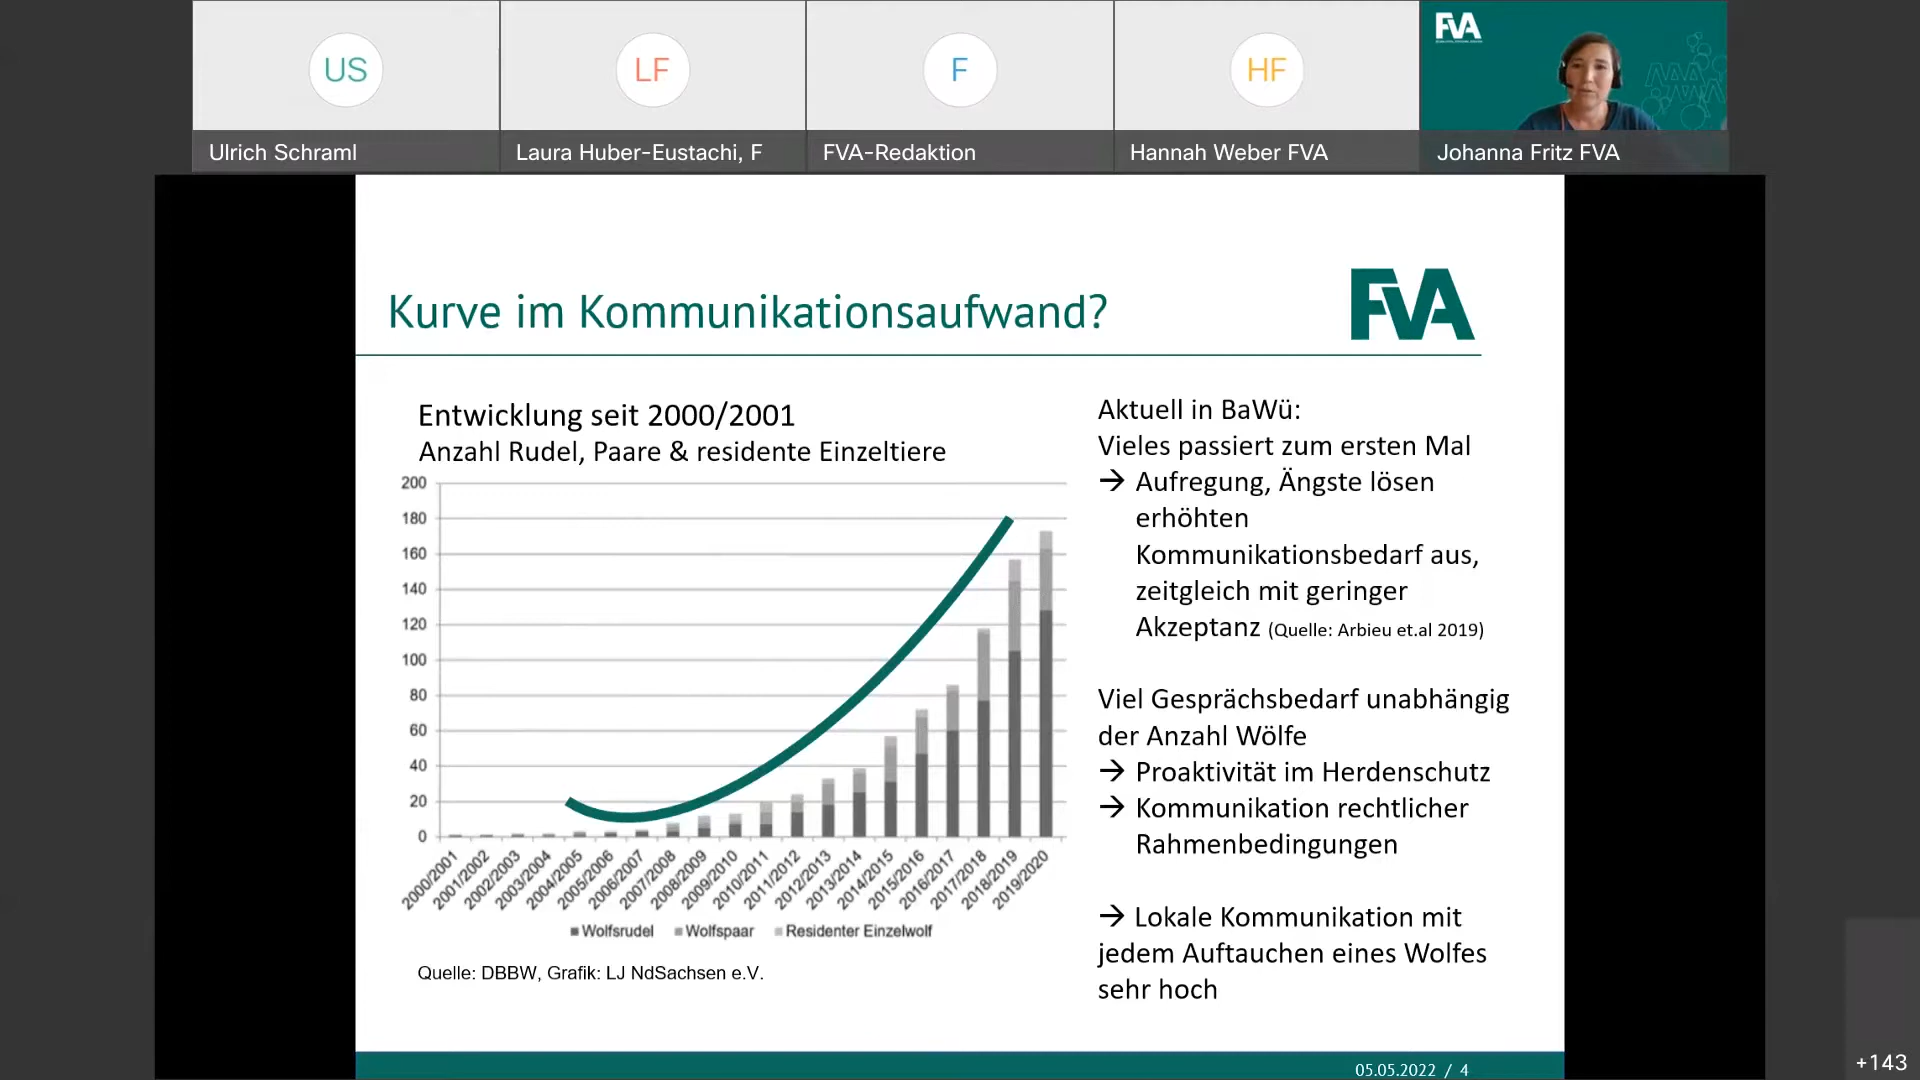 US
LF
F
HF
FVA
Ulrich Schraml
Laura Huber-Eustachi, F
FVA-Redaktion
Hannah Weber FVA
Johanna Fritz FVA
Kurve im Kommunikationsaufwand?
FVA
Entwicklung seit 2000/2001
Anzahl Rudel, Paare & residente Einzeltiere
200
180
160
140
120
100
80
60
40
20
0
2000/2001
2001/2002
2002/2003
2003/2004
2004/2005
2005/2006
2006/2007
2007/2008
2008/2009
2009/2010
2010/2011
2011/2012
2012/2013
2013/2014
2014/2015
2015/2016
2016/2017
2017/2018
2018/2019
2019/2020
Wolfsrudel
Wolfspaar
Residenter Einzelwolf
Quelle: DBBW, Grafik: LJ NdSachsen e.V.
Aktuell in BaWü:
Vieles passiert zum ersten Mal
→ Aufregung, Ängste lösen
erhöhten
Kommunikationsbedarf aus,
zeitgleich mit geringer
Akzeptanz (Quelle: Arbieu et.al 2019)
Viel Gesprächsbedarf unabhängig
der Anzahl Wölfe
→ Proaktivität im Herdenschutz
→ Kommunikation rechtlicher
Rahmenbedingungen
→ Lokale Kommunikation mit
jedem Auftauchen eines Wolfes
sehr hoch
05.05.2022 / 4
+143